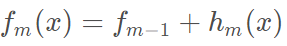 f_m(x) = f_{m-1} + h_m(x)